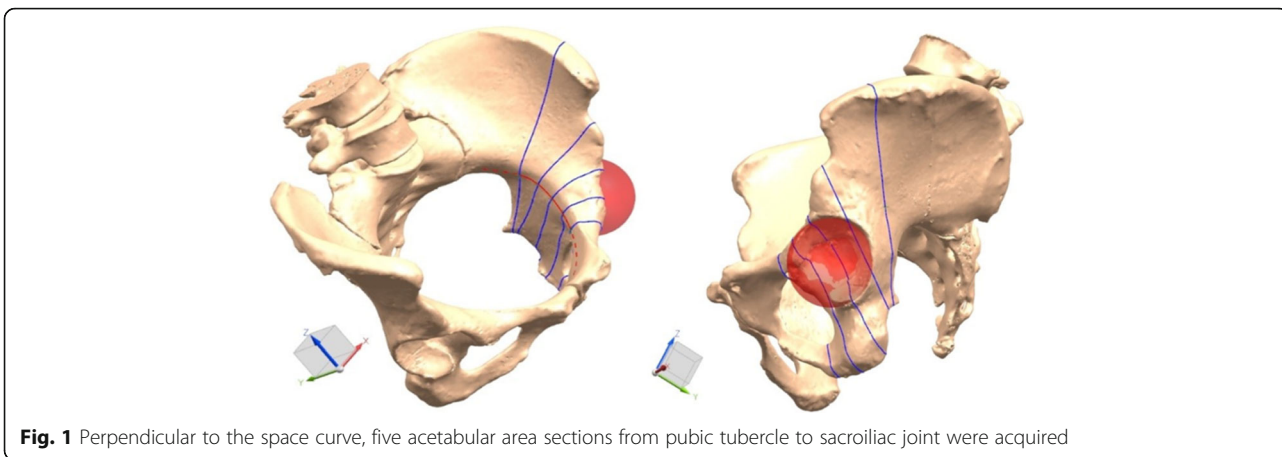 Z
X
Y
Z
Y
Fig. 1 Perpendicular to the space curve, five acetabular area sections from pubic tubercle to sacroiliac joint were acquired